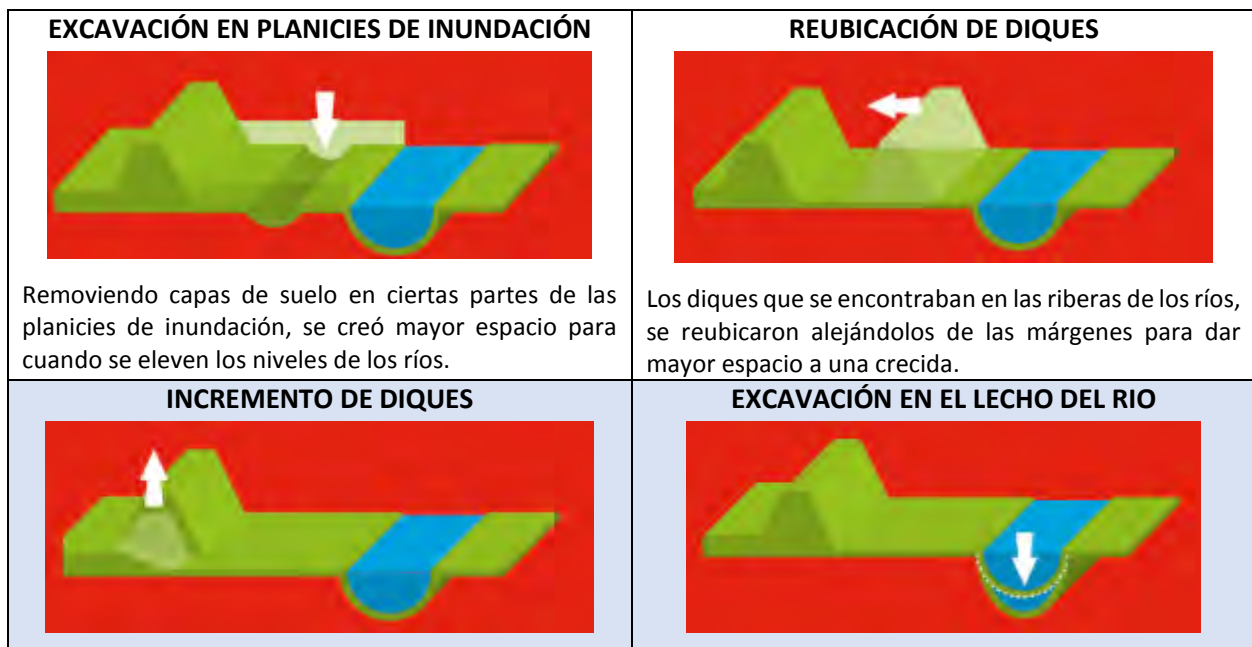 EXCAVACIÓN EN PLANICIES DE INUNDACIÓN
Removiendo capas de suelo en ciertas partes de las
planicies de inundación, se creó mayor espacio para
cuando se eleven los niveles de los ríos.
REUBICACIÓN DE DIQUES
Los diques que se encontraban en las riberas de los ríos,
se reubicaron alejándolos de las márgenes para dar
mayor espacio a una crecida.
INCREMENTO DE DIQUES
EXCAVACIÓN EN EL LECHO DEL RIO